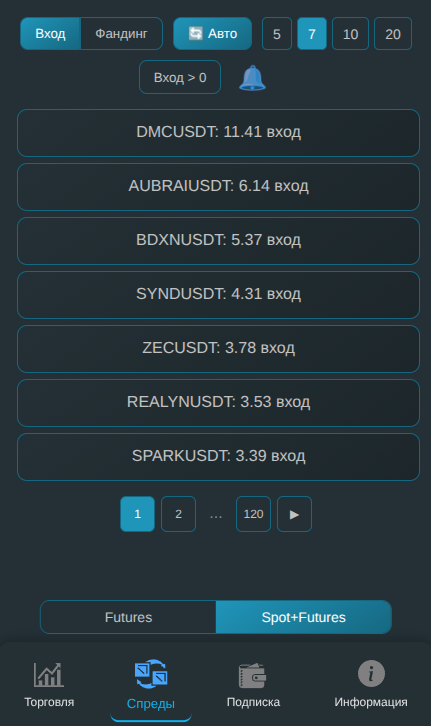 Вход Фандинг 🔄 Авто 5 7 10 20
Вход > 0
DMCUSDT: 11.41 вход
AUBRAIUSDT: 6.14 вход
BDXNUSDT: 5.37 вход
SYNDUSDT: 4.31 вход
ZECUSDT: 3.78 вход
REALYNUSDT: 3.53 вход
SPARKUSDT: 3.39 вход
1 2 ... 120 ▶
Futures Spot+Futures
Торговля Спреды Подписка Информация